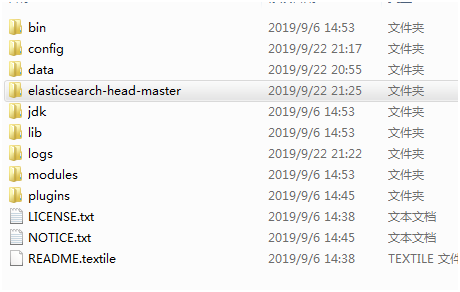 bin 2019/9/6 14:53 文件夹
config 2019/9/22 21:17 文件夹
data 2019/9/22 20:55 文件夹
elasticsearch-head-master 2019/9/22 21:25 文件夹
jdk 2019/9/6 14:53 文件夹
lib 2019/9/6 14:53 文件夹
logs 2019/9/22 21:22 文件夹
modules 2019/9/6 14:53 文件夹
plugins 2019/9/6 14:45 文件夹
LICENSE.txt 2019/9/6 14:38 文本文档
NOTICE.txt 2019/9/6 14:45 文本文档
README.textile 2019/9/6 14:38 TEXTILE 文